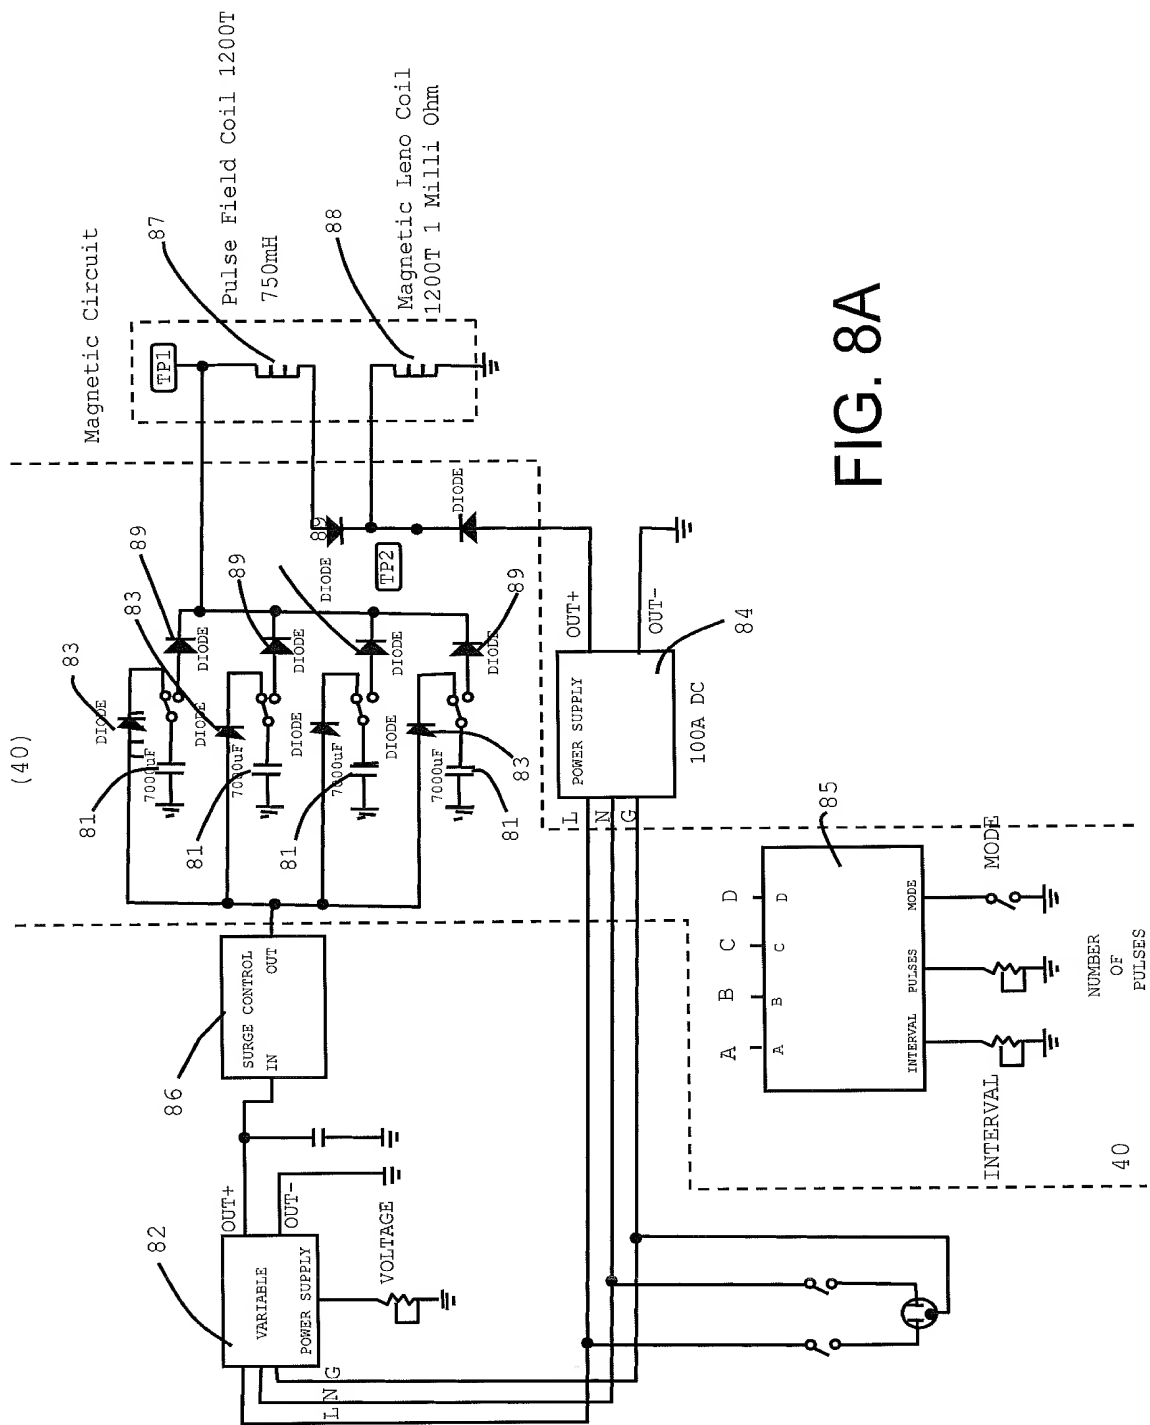 FIG. 8A
(40)
Magnetic Circuit
TP1
87
Pulse Field Coil 1200T
750mH
88
Magnetic Leno Coil
1200T 1 Milli Ohm
83
83
89
89
89
89
DIODE
DIODE
DIODE
DIODE
DIODE
DIODE
DIODE
DIODE
DIODE
DIODE
TP2
81
81
81
81
83
7000uF
7000uF
7000uF
7000uF
86
SURGE CONTROL
IN
OUT
82
VARIABLE
POWER SUPPLY
OUT+
OUT-
VOLTAGE
L
N
G
84
POWER SUPPLY
OUT+
OUT-
100A DC
L
N
G
85
A
B
C
D
A
B
C
D
INTERVAL
PULSES
MODE
INTERVAL
NUMBER
OF
PULSES
MODE
40